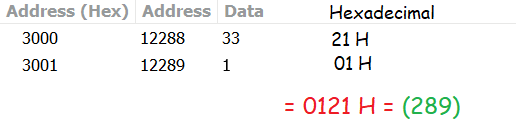 Address (Hex) Address Data Hexadecimal
3000 12288 33 21 H
3001 12289 1 01 H
= 0121 H = (289)